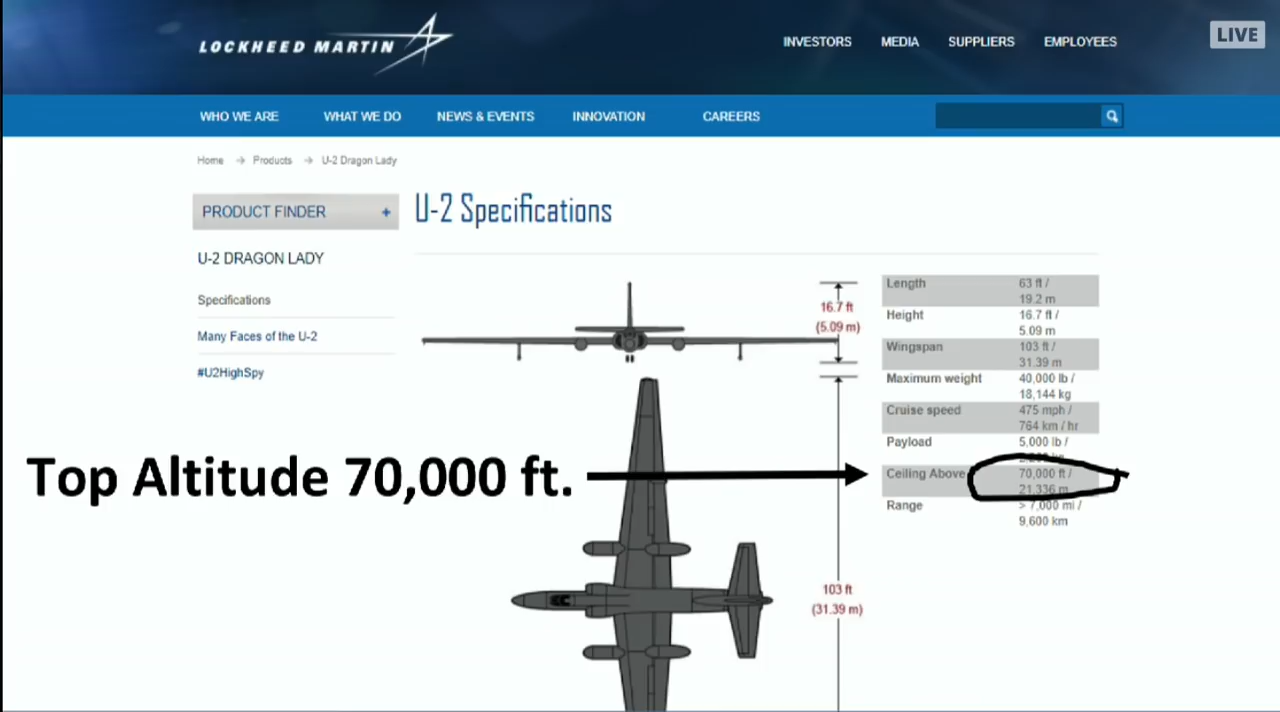 LOCKHEED MARTIN
INVESTORS MEDIA SUPPLIERS EMPLOYEES
LIVE
WHO WE ARE WHAT WE DO NEWS & EVENTS INNOVATION CAREERS
Home → Products → U-2 Dragon Lady
PRODUCT FINDER +
U-2 Specifications
U-2 DRAGON LADY
Specifications
Many Faces of the U-2
#U2HighSpy
16.7 ft
(5.09 m)
Length 63 ft /
19.2 m
Height 16.7 ft /
5.09 m
Wingspan 103 ft /
31.39 m
Maximum weight 40,000 lb /
18,144 kg
Cruise speed 475 mph /
764 km / hr
Payload 5,000 lb /
Top Altitude 70,000 ft.
Ceiling Above 70,000 ft /
21,336 m
Range > 7,000 mi /
9,600 km
103 ft
(31.39 m)